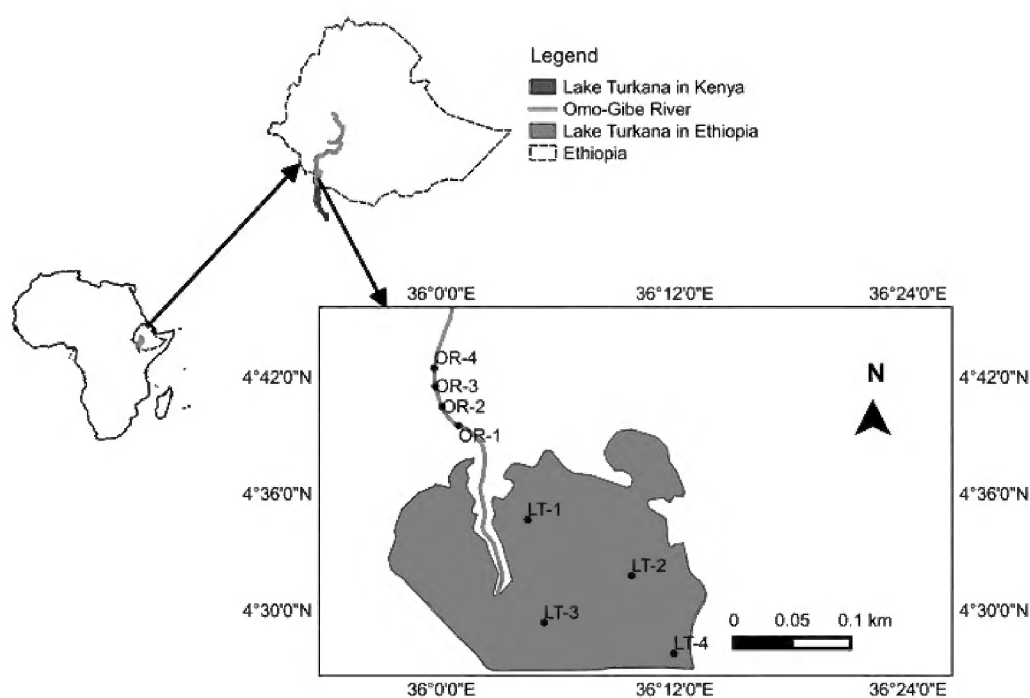 Legend
Lake Turkana in Kenya
Omo-Gibe River
Lake Turkana in Ethiopia
Ethiopia
36°0'0"E 36°12'0"E 36°24'0"E
OR-4
4°42'0"N 4°42'0"N
OR-3
N
OR-2
OR-1
4°36'0"N 4°36'0"N
LT-1
LT-2
4°30'0"N 4°30'0"N
LT-3
0 0.05 0.1 km
LT-4
36°0'0"E 36°12'0"E 36°24'0"E